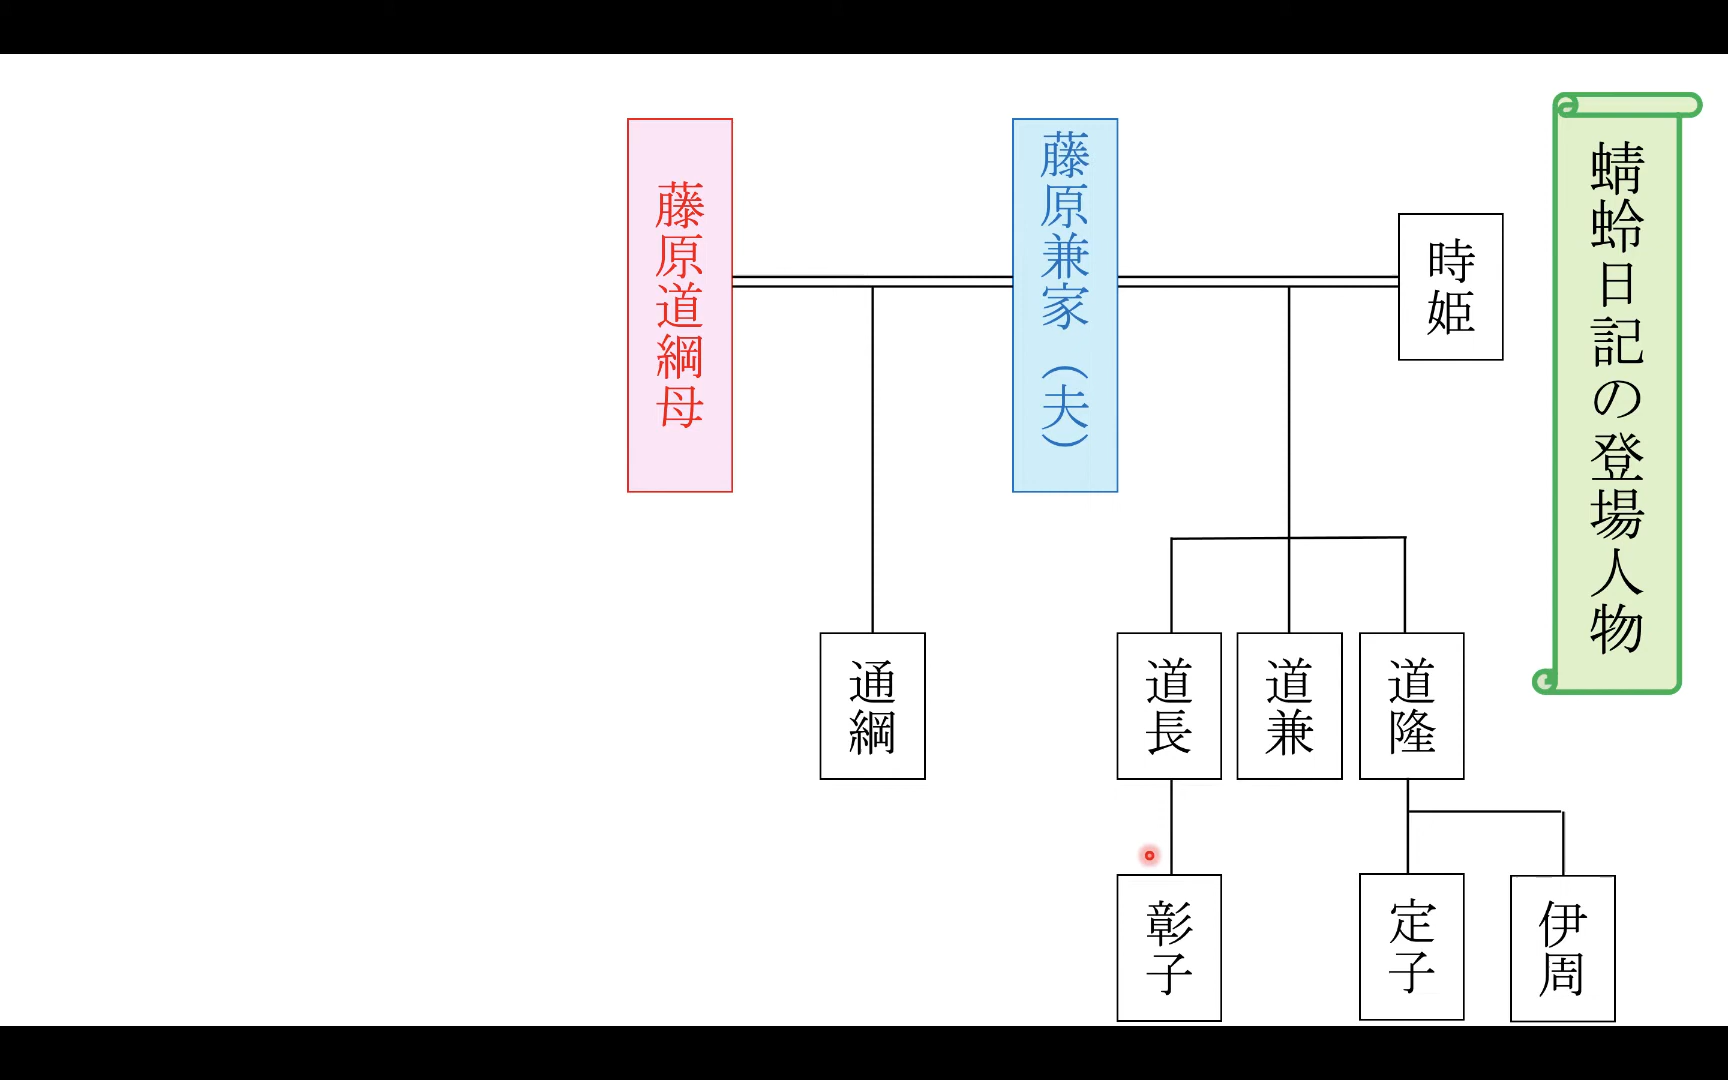 蜻蛉日記の登場人物
時姫
藤原兼家（夫）
藤原道綱母
道隆
道兼
道長
通綱
伊周
定子
彰子